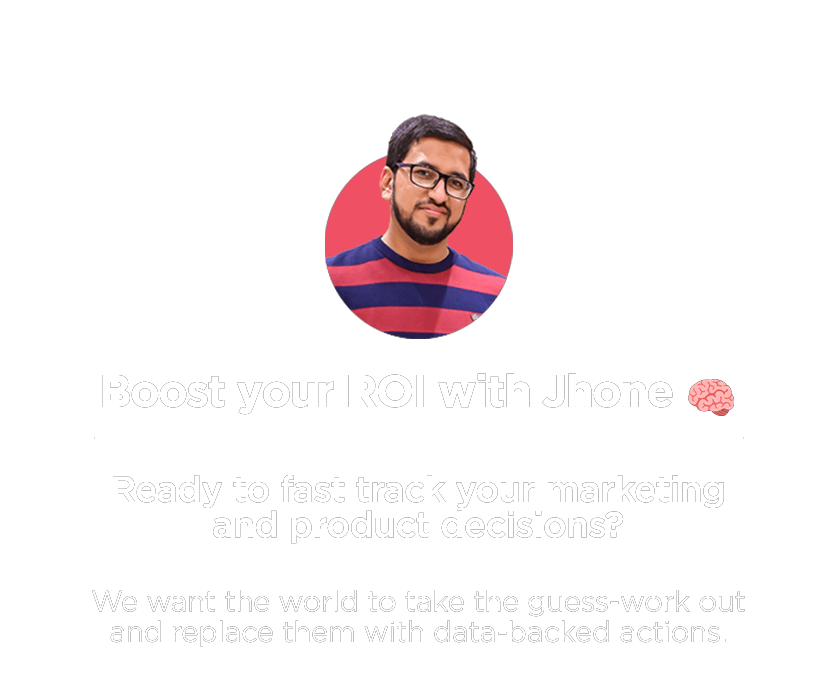 Boost your ROI with Jhone 🧠
Ready to fast track your marketing
and product decisions?
We want the world to take the guess-work out
and replace them with data-backed actions.